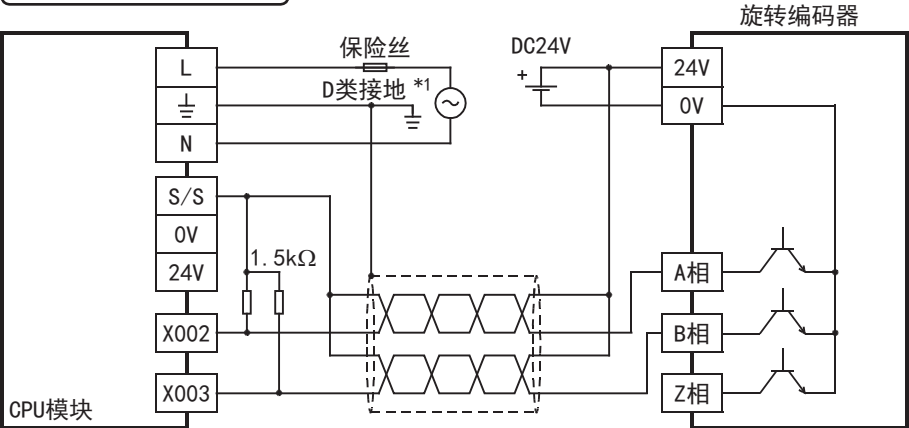 旋转编码器
保险丝
DC24V
L
24V
D类接地 *1
+
0V
N
S/S
0V
1.5kΩ
24V
A相
X002
B相
X003
Z相
CPU模块